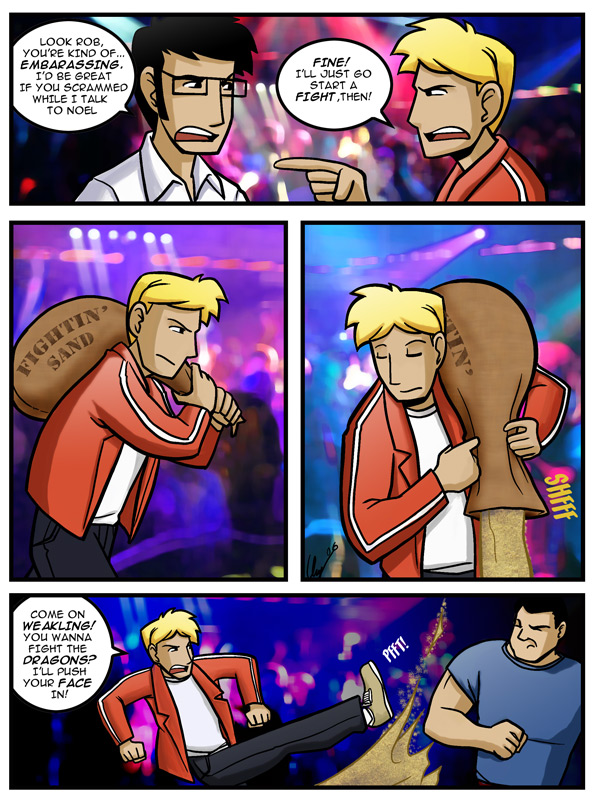 LOOK ROB,
YOU'RE KIND OF...
EMBARASSING.
I'D BE GREAT
IF YOU SCRAMMED
WHILE I TALK
TO NOEL
FINE!
I'LL JUST GO
START A
FIGHT,THEN!
FIGHTIN'
SAND
TIN'
SHFFF
COME ON
WEAKLING!
YOU WANNA
FIGHT THE
DRAGONS?
I'LL PUSH
YOUR FACE
IN!
PFFT!